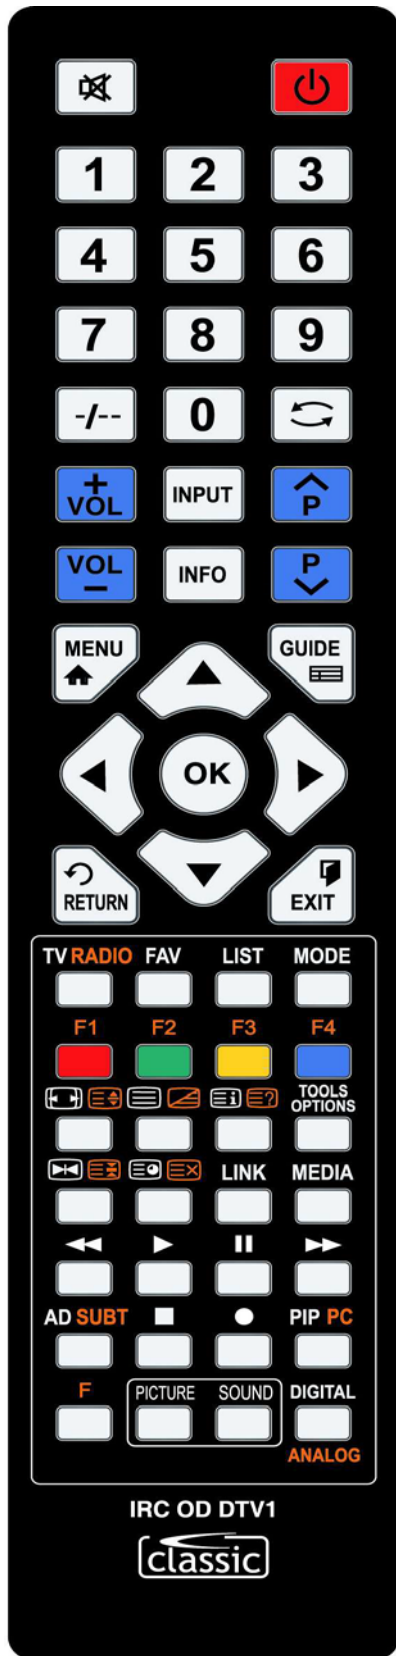 1 2 3
4 5 6
7 8 9
-/-- 0
+
VOL INPUT P
VOL INFO P
−
MENU GUIDE
OK
RETURN EXIT
TV RADIO FAV LIST MODE
F1 F2 F3 F4
i ? TOOLS
OPTIONS
LINK MEDIA
AD SUBT PIP PC
F PICTURE SOUND DIGITAL
ANALOG
IRC OD DTV1
classic